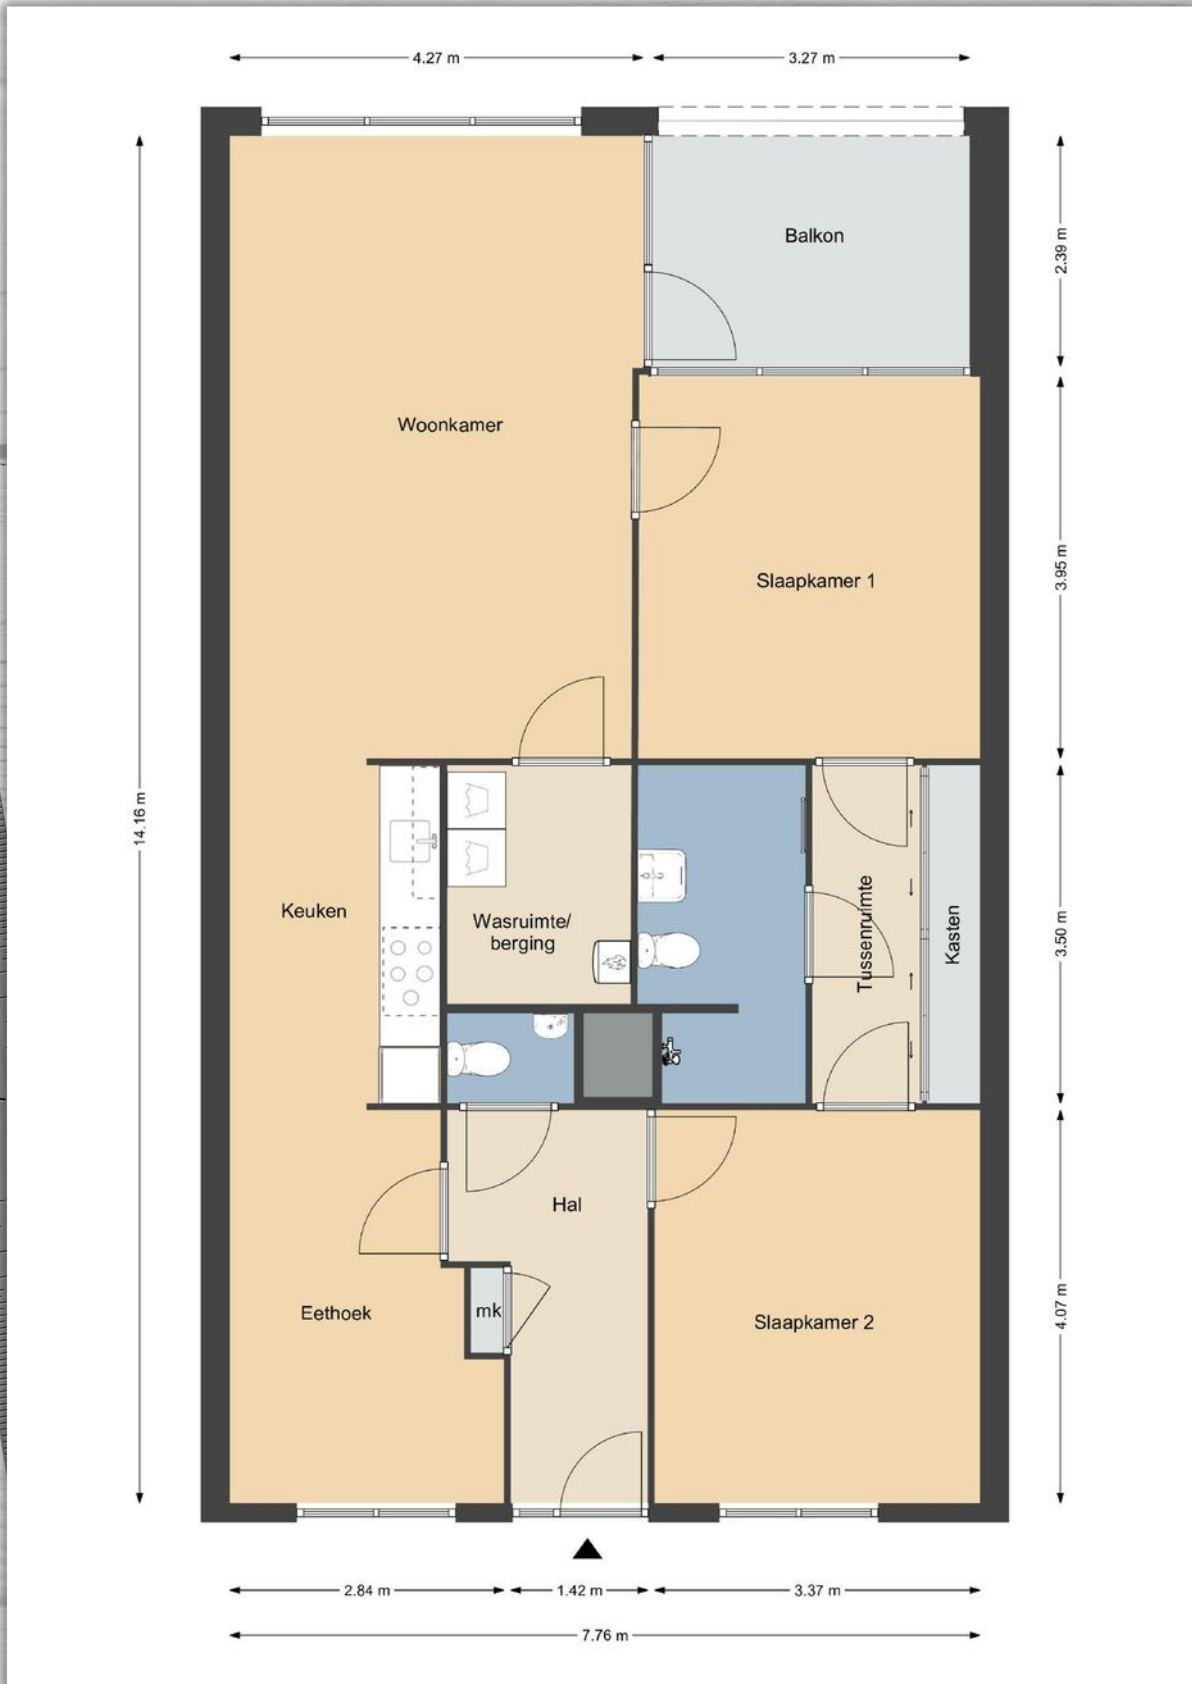 4.27 m
3.27 m
Balkon
2.39 m
Woonkamer
3.95 m
Slaapkamer 1
14.16 m
Keuken
Wasruimte/
berging
Tussenruimte
Kasten
3.50 m
Hal
Eethoek
mk
Slaapkamer 2
4.07 m
2.84 m
1.42 m
3.37 m
7.76 m